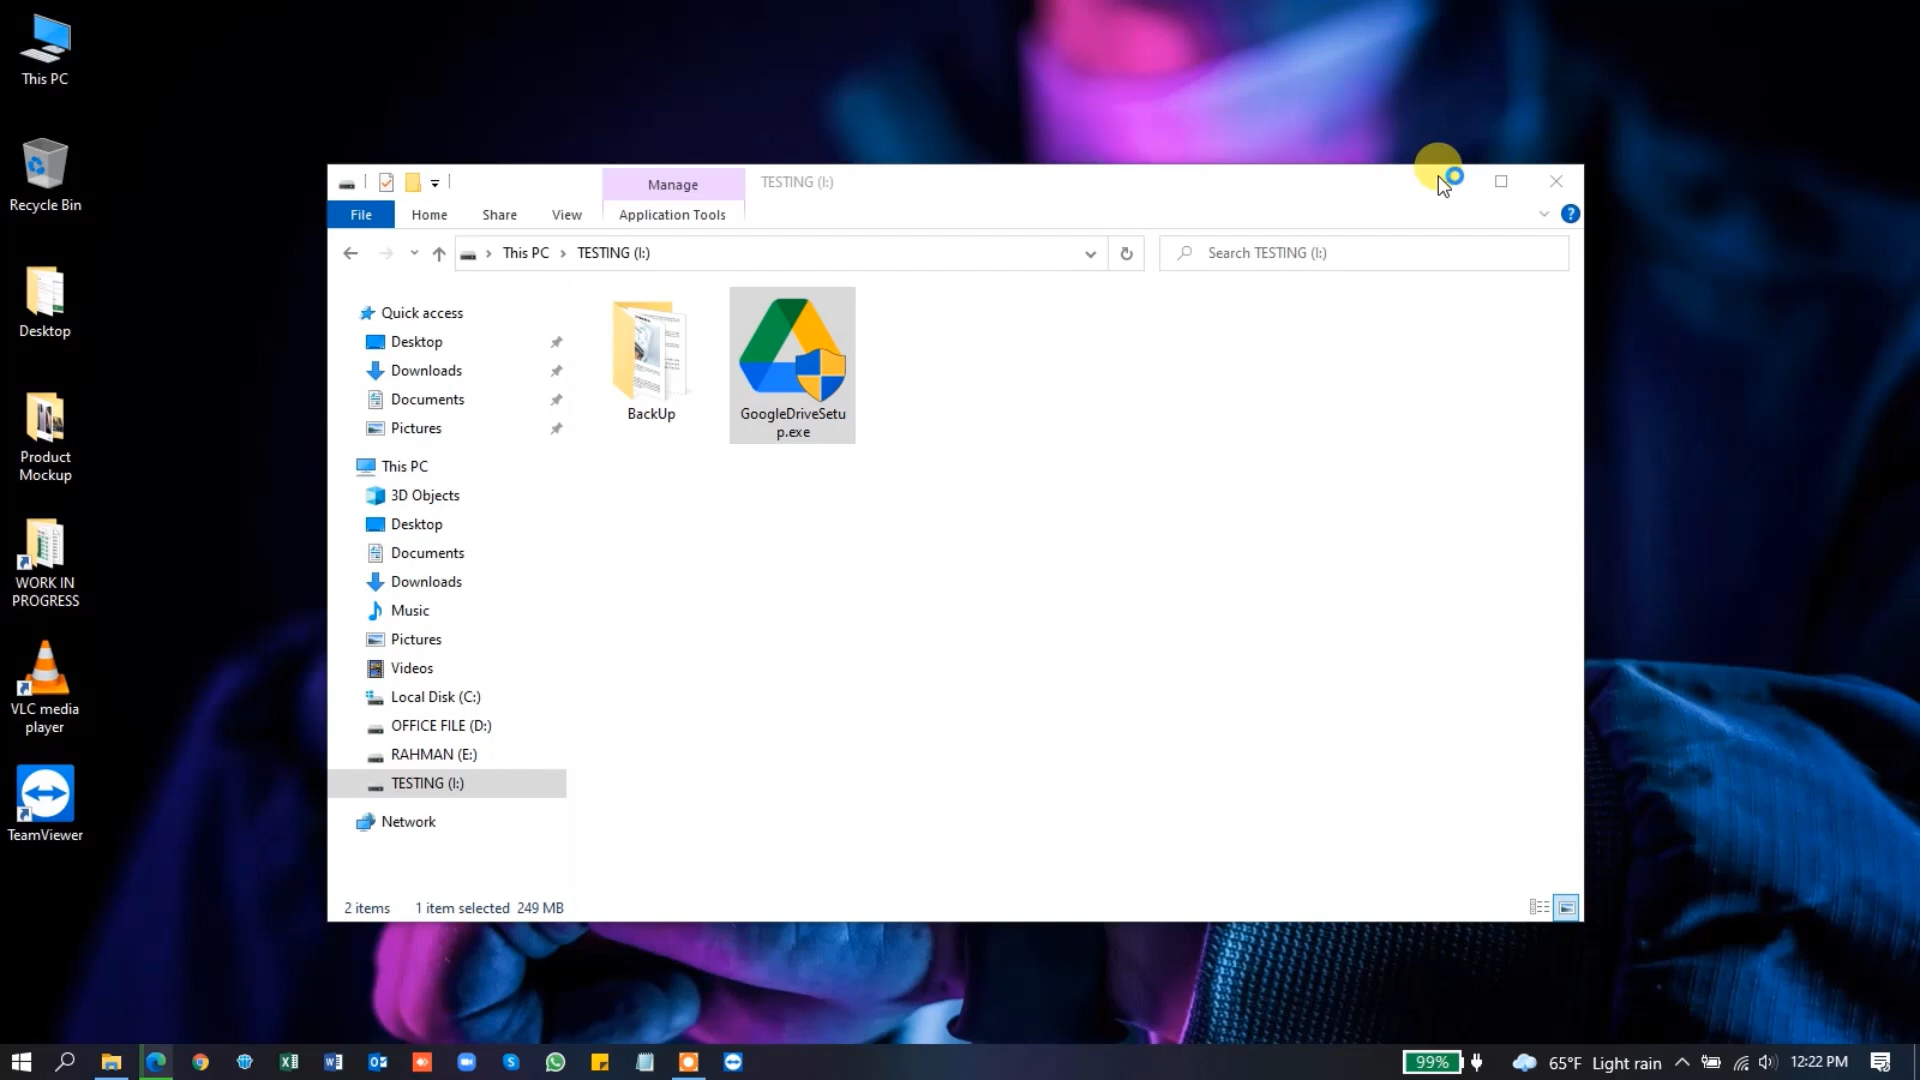 This PC
Recycle Bin
Desktop
Product
Mockup
WORK IN
PROGRESS
VLC media
player
TeamViewer
Manage
TESTING (I:)
File
Home
Share
View
Application Tools
?
This PC
TESTING (I:)
Search TESTING (I:)
Quick access
Desktop
Downloads
Documents
Pictures
This PC
3D Objects
Desktop
Documents
Downloads
Music
Pictures
Videos
Local Disk (C:)
OFFICE FILE (D:)
RAHMAN (E:)
TESTING (I:)
Network
BackUp
GoogleDriveSetu
p.exe
2 items
1 item selected 249 MB
99%
65°F Light rain
12:22 PM